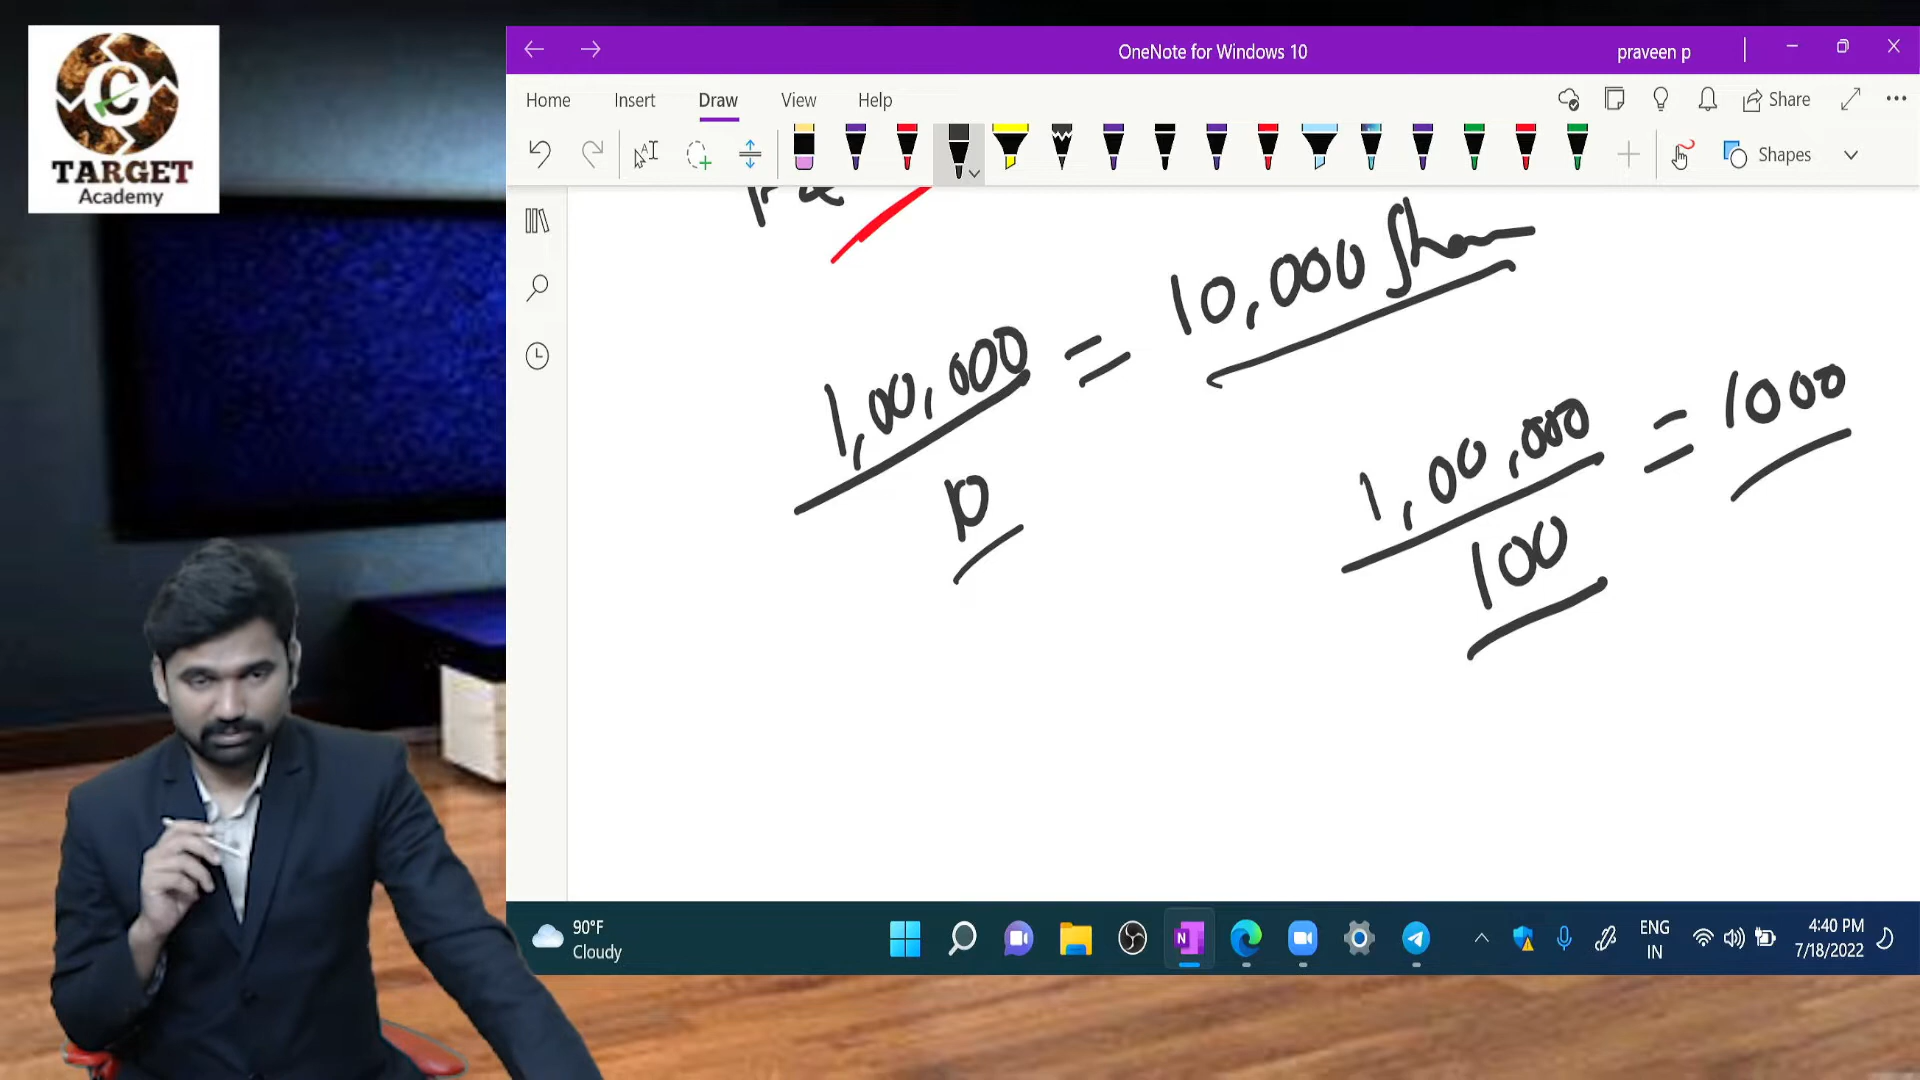 C
TARGET
Academy
OneNote for Windows 10
praveen p
Home
Insert
Draw
View
Help
Share
Shapes
10,000
1,00,000 =
10
1,00,000 = 1000
100
90°F
Cloudy
ENG
IN
4:40 PM
7/18/2022